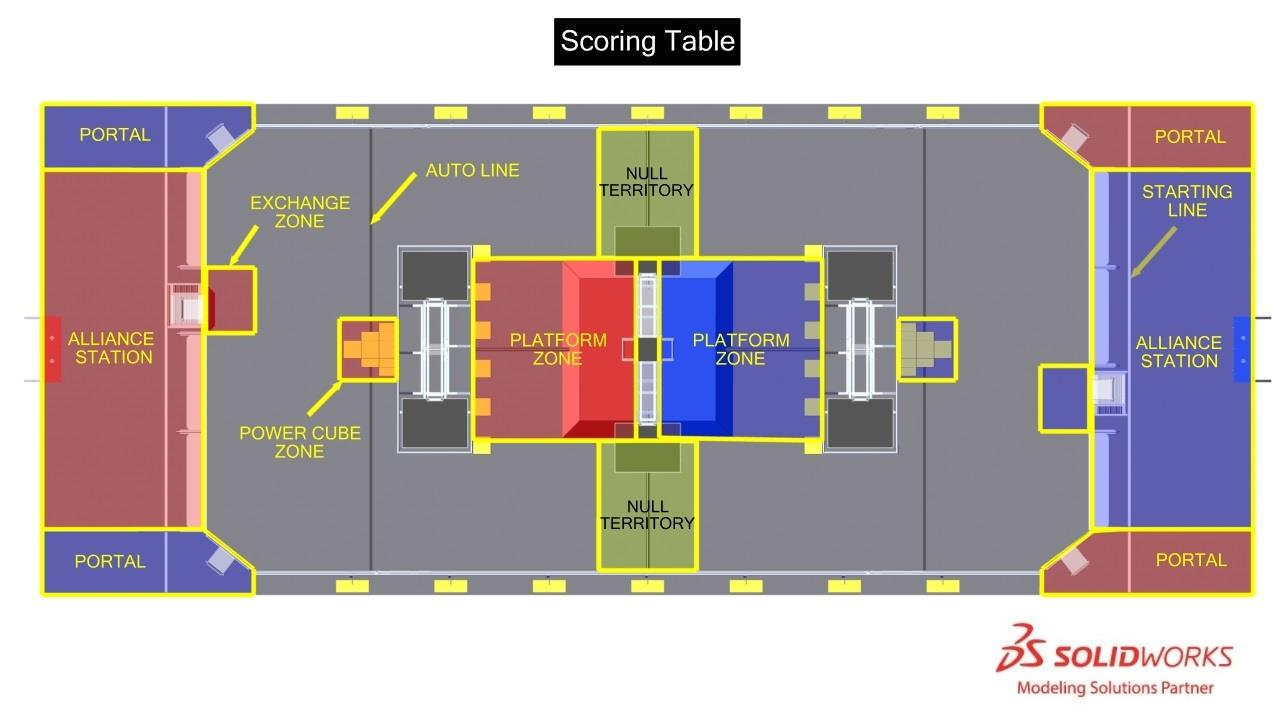 Scoring Table
PORTAL
PORTAL
NULL
TERRITORY
AUTO LINE
EXCHANGE
ZONE
STARTING
LINE
ALLIANCE
STATION
PLATFORM
ZONE
PLATFORM
ZONE
ALLIANCE
STATION
POWER CUBE
ZONE
NULL
TERRITORY
PORTAL
PORTAL
SOLIDWORKS
Modeling Solutions Partner